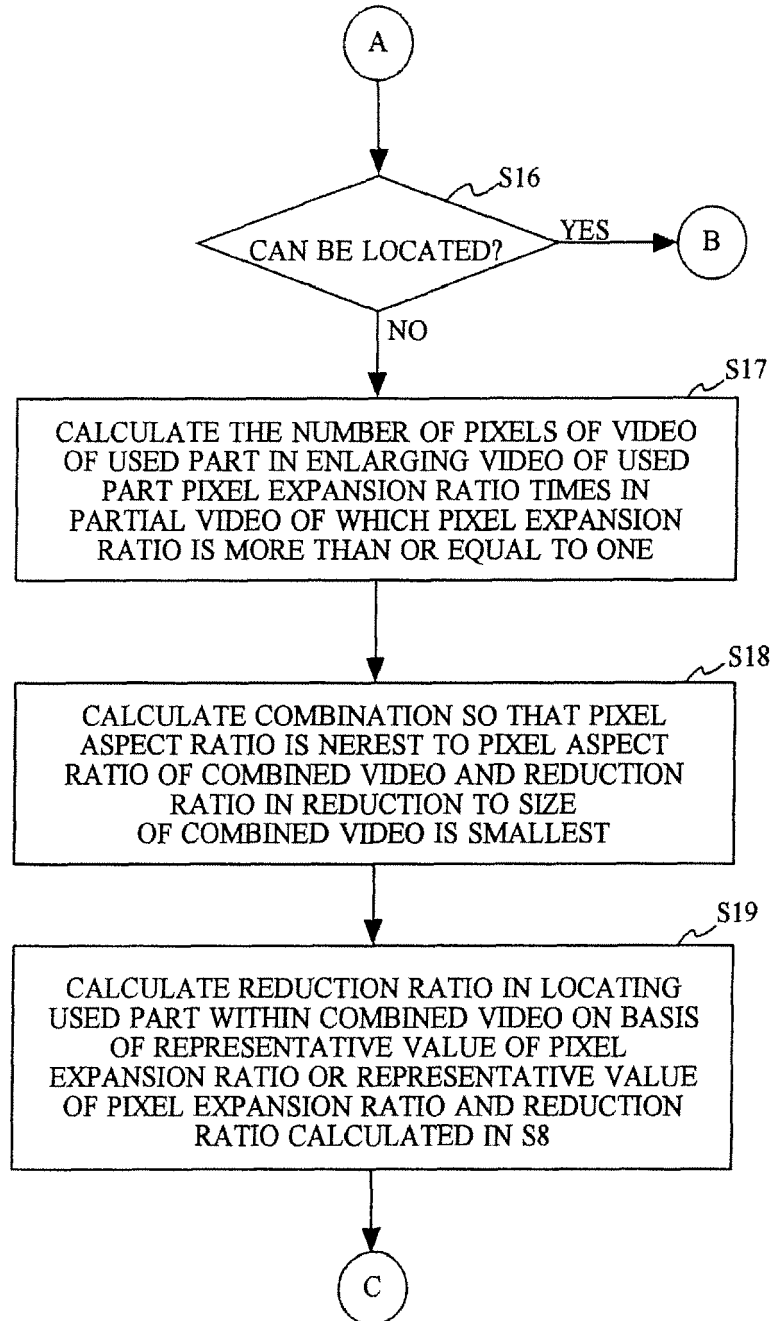 A
S16
CAN BE LOCATED?
YES
B
NO
S17
CALCULATE THE NUMBER OF PIXELS OF VIDEO
OF USED PART IN ENLARGING VIDEO OF USED
PART PIXEL EXPANSION RATIO TIMES IN
PARTIAL VIDEO OF WHICH PIXEL EXPANSION
RATIO IS MORE THAN OR EQUAL TO ONE
S18
CALCULATE COMBINATION SO THAT PIXEL
ASPECT RATIO IS NEREST TO PIXEL ASPECT
RATIO OF COMBINED VIDEO AND REDUCTION
RATIO IN REDUCTION TO SIZE
OF COMBINED VIDEO IS SMALLEST
S19
CALCULATE REDUCTION RATIO IN LOCATING
USED PART WITHIN COMBINED VIDEO ON BASIS
OF REPRESENTATIVE VALUE OF PIXEL
EXPANSION RATIO OR REPRESENTATIVE VALUE
OF PIXEL EXPANSION RATIO AND REDUCTION
RATIO CALCULATED IN S8
C